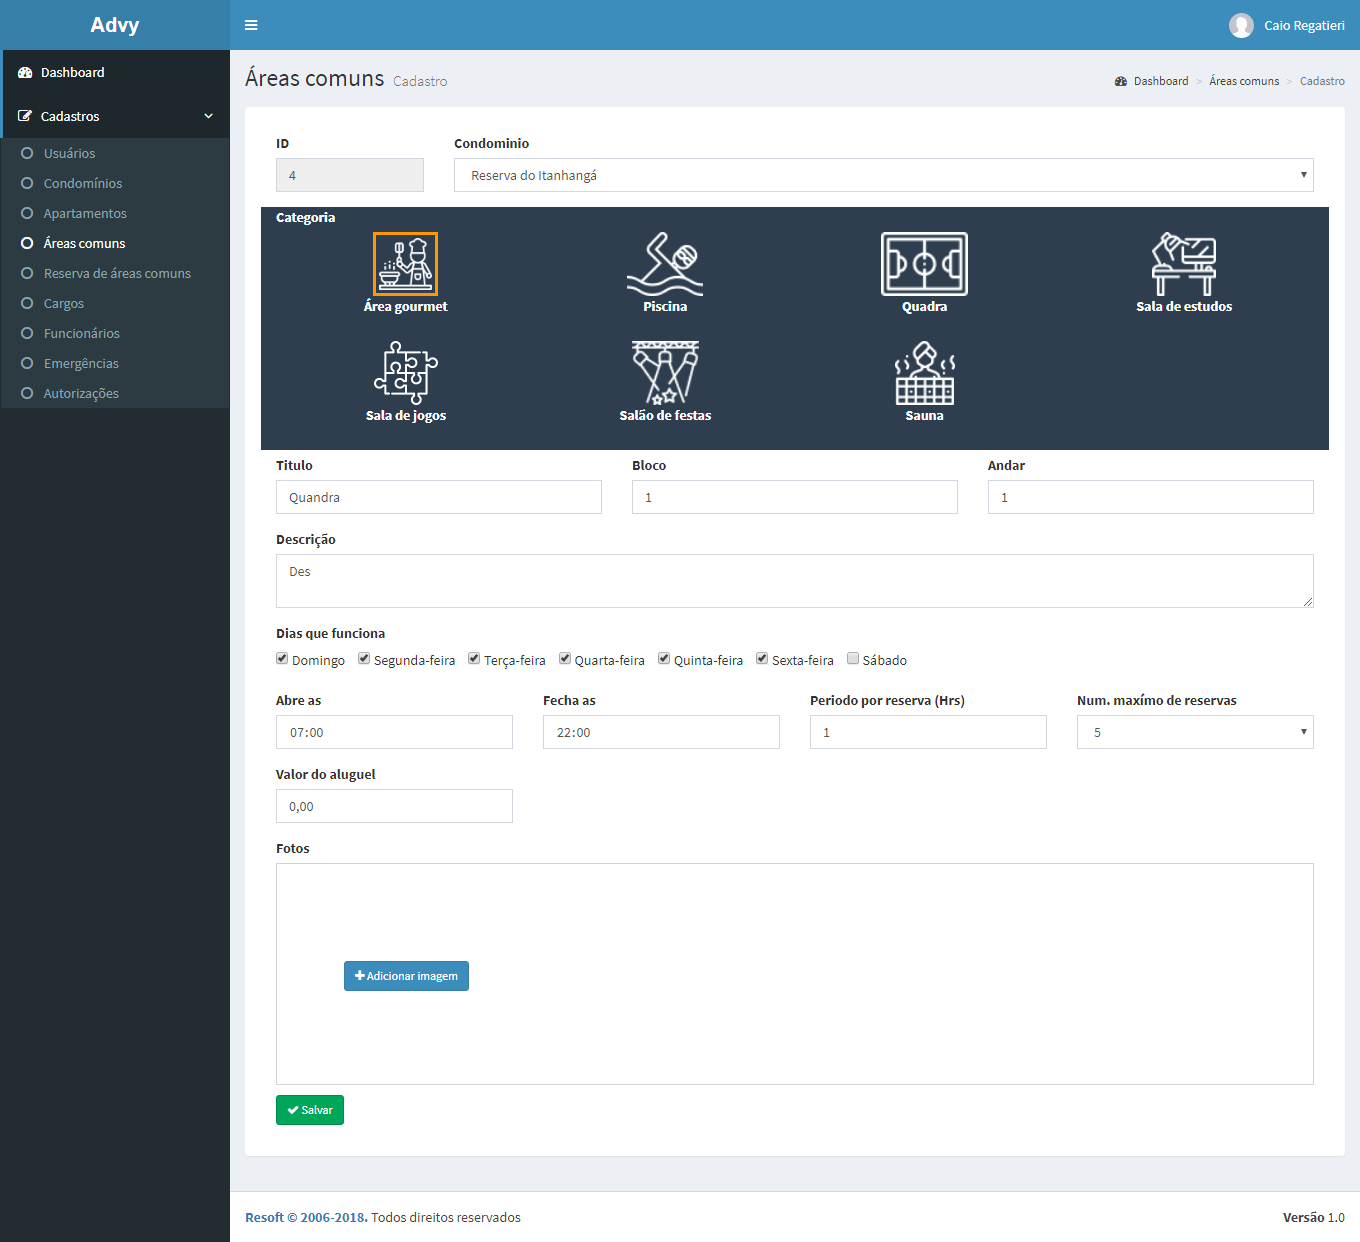 Advy
Caio Regatieri
Dashboard
Cadastros
Usuários
Condomínios
Apartamentos
Áreas comuns
Reserva de áreas comuns
Cargos
Funcionários
Emergências
Autorizações
Áreas comuns Cadastro
Dashboard > Áreas comuns > Cadastro
ID
Condominio
4
Reserva do Itanhangá
Categoria
Área gourmet
Piscina
Quadra
Sala de estudos
Sala de jogos
Salão de festas
Sauna
Titulo
Bloco
Andar
Quandra
1
1
Descrição
Des
Dias que funciona
Domingo Segunda-feira Terça-feira Quarta-feira Quinta-feira Sexta-feira Sábado
Abre as
Fecha as
Periodo por reserva (Hrs)
Num. maxímo de reservas
07:00
22:00
1
5
Valor do aluguel
0,00
Fotos
Adicionar imagem
Salvar
Resoft © 2006-2018. Todos direitos reservados
Versão 1.0